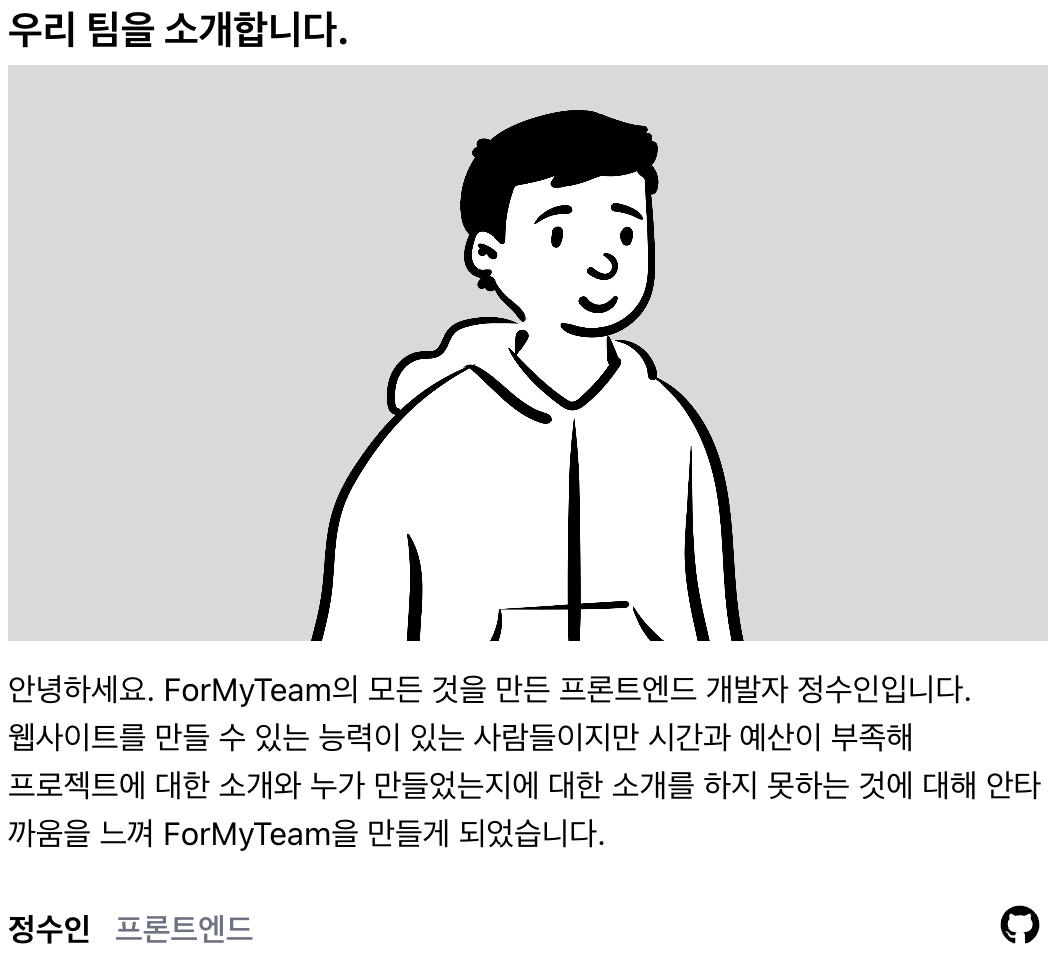 우리 팀을 소개합니다.
안녕하세요. ForMyTeam의 모든 것을 만든 프론트엔드 개발자 정수인입니다.
웹사이트를 만들 수 있는 능력이 있는 사람들이지만 시간과 예산이 부족해
프로젝트에 대한 소개와 누가 만들었는지에 대한 소개를 하지 못하는 것에 대해 안타
까움을 느껴 ForMyTeam을 만들게 되었습니다.
정수인 프론트엔드